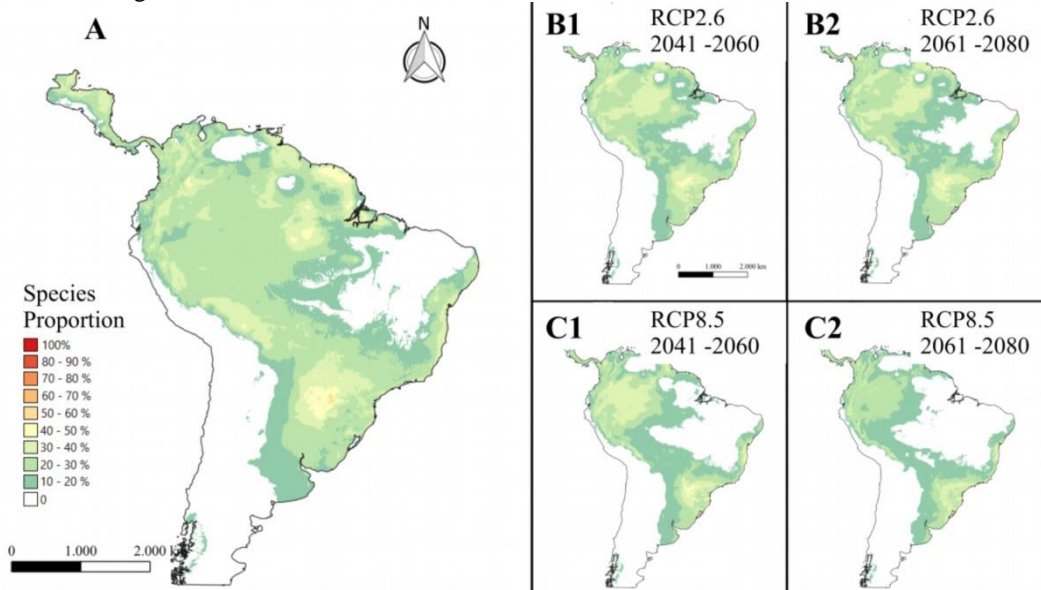 A
N
B1
RCP2.6
2041 -2060
0 1.000 2.000 km
B2
RCP2.6
2061 -2080
Species
Proportion
100%
80 - 90 %
70 - 80 %
60 - 70 %
50 - 60 %
40 - 50 %
30 - 40 %
20 - 30 %
10 - 20 %
0
0 1.000 2.000 k
C1
RCP8.5
2041 -2060
C2
RCP8.5
2061 -2080